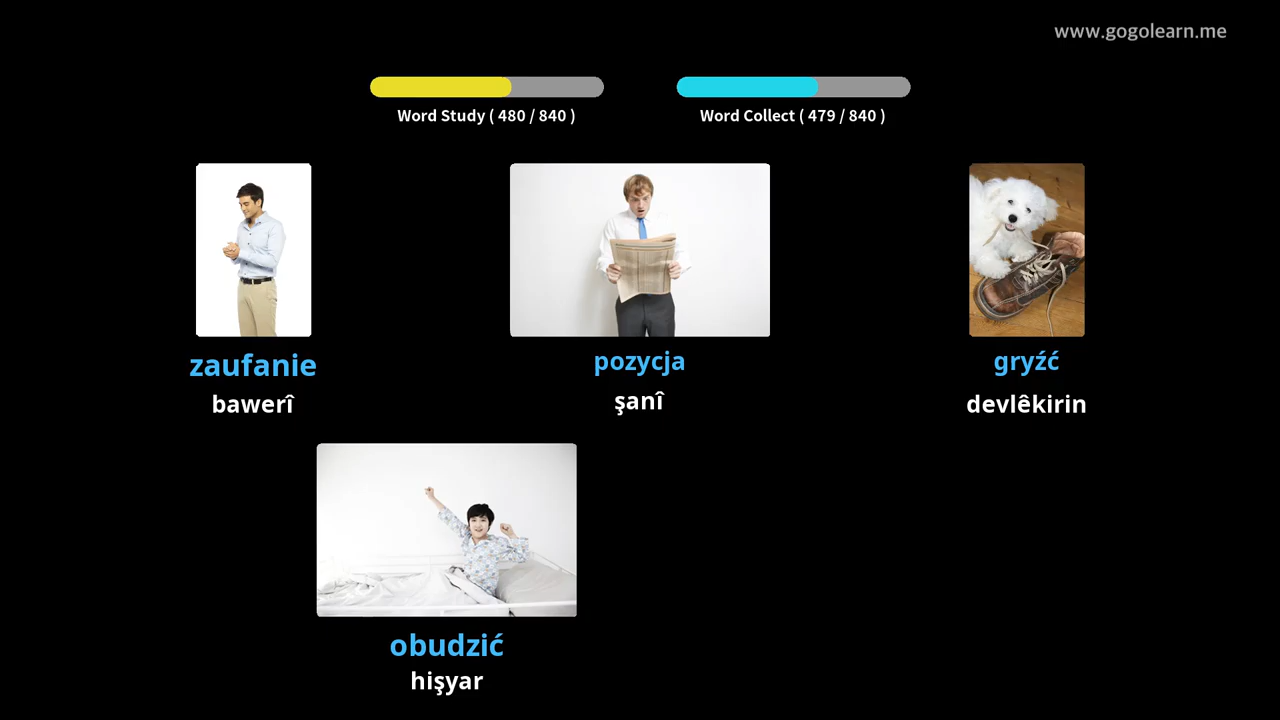 www.gogolearn.me
Word Study ( 480 / 840 )
Word Collect ( 479 / 840 )
zaufanie
bawerî
pozycja
şanî
gryźć
devlêkirin
obudzić
hişyar